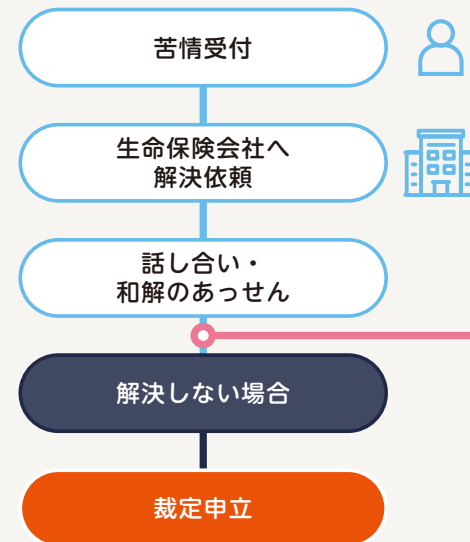 苦情受付
生命保険会社へ
解決依頼
話し合い・
和解のあっせん
解決しない場合
裁定申立